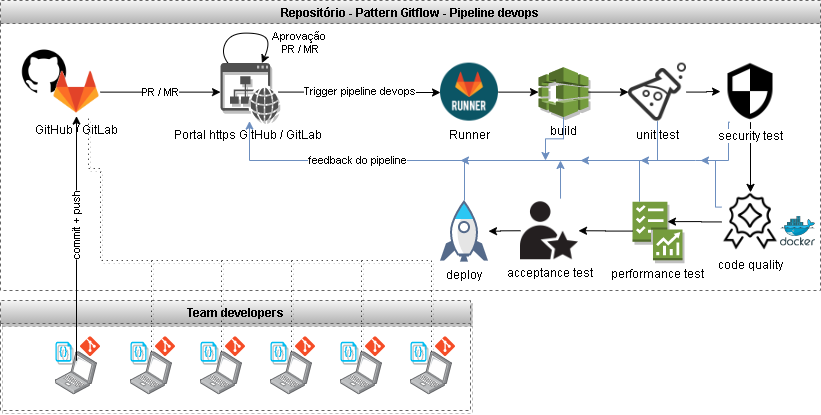 Repositório - Pattern Gitflow - Pipeline devops
Aprovação
PR / MR
PR / MR
Trigger pipeline devops
RUNNER
GitHub / GitLab
Portal https GitHub / GitLab
Runner
build
unit test
security test
feedback do pipeline
commit + push
deploy
acceptance test
performance test
code quality
docker
Team developers